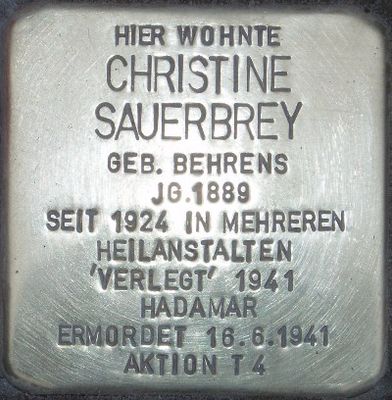 HIER WOHNTE
CHRISTINE
SAUERBREY
GEB. BEHRENS
JG.1889
SEIT 1924 IN MEHREREN
HEILANSTALTEN
'VERLEGT' 1941
HADAMAR
ERMORDET 16.6.1941
AKTION T4